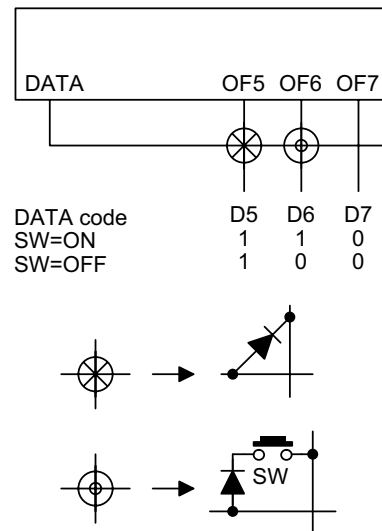 DATA OF5 OF6 OF7
DATA code D5 D6 D7
SW=ON 1 1 0
SW=OFF 1 0 0
SW